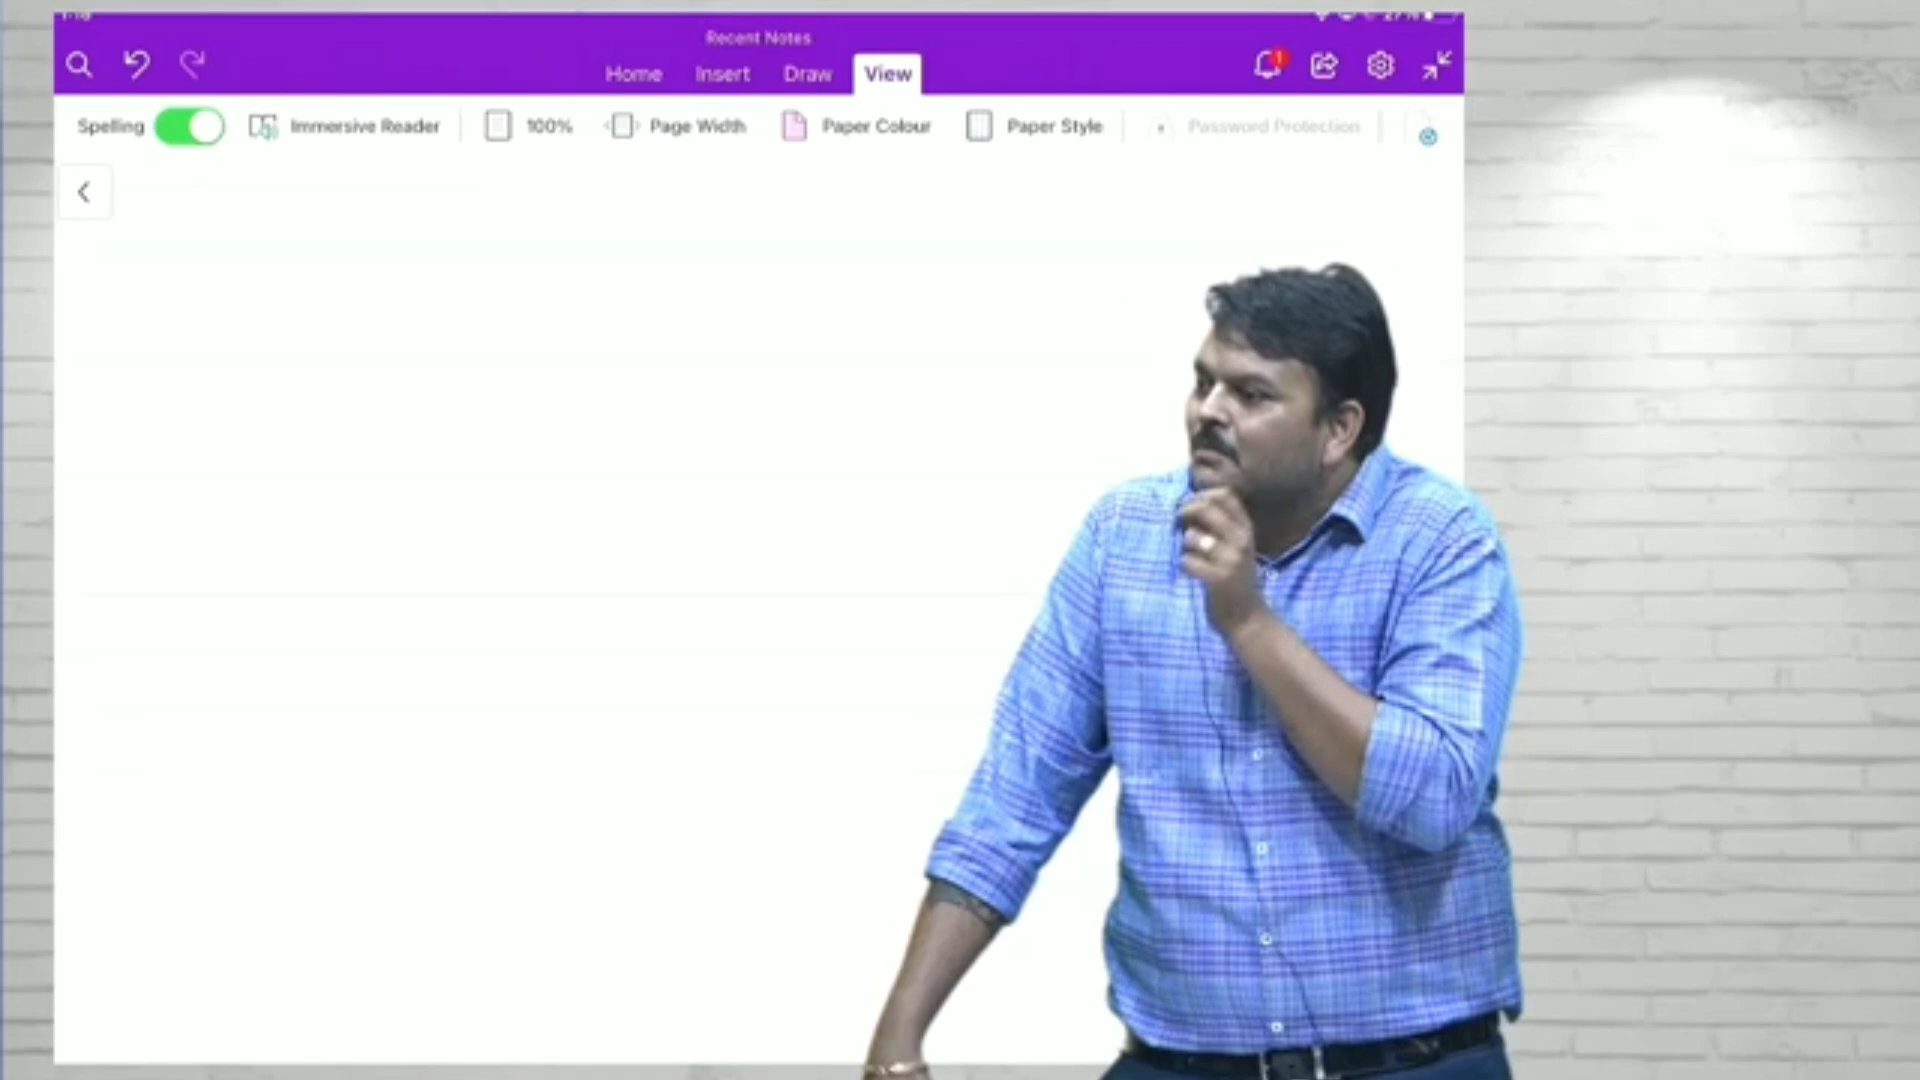 Recent Notes
Home Insert Draw View
Spelling Immersive Reader 100% Page Width Paper Colour Paper Style Password Protection